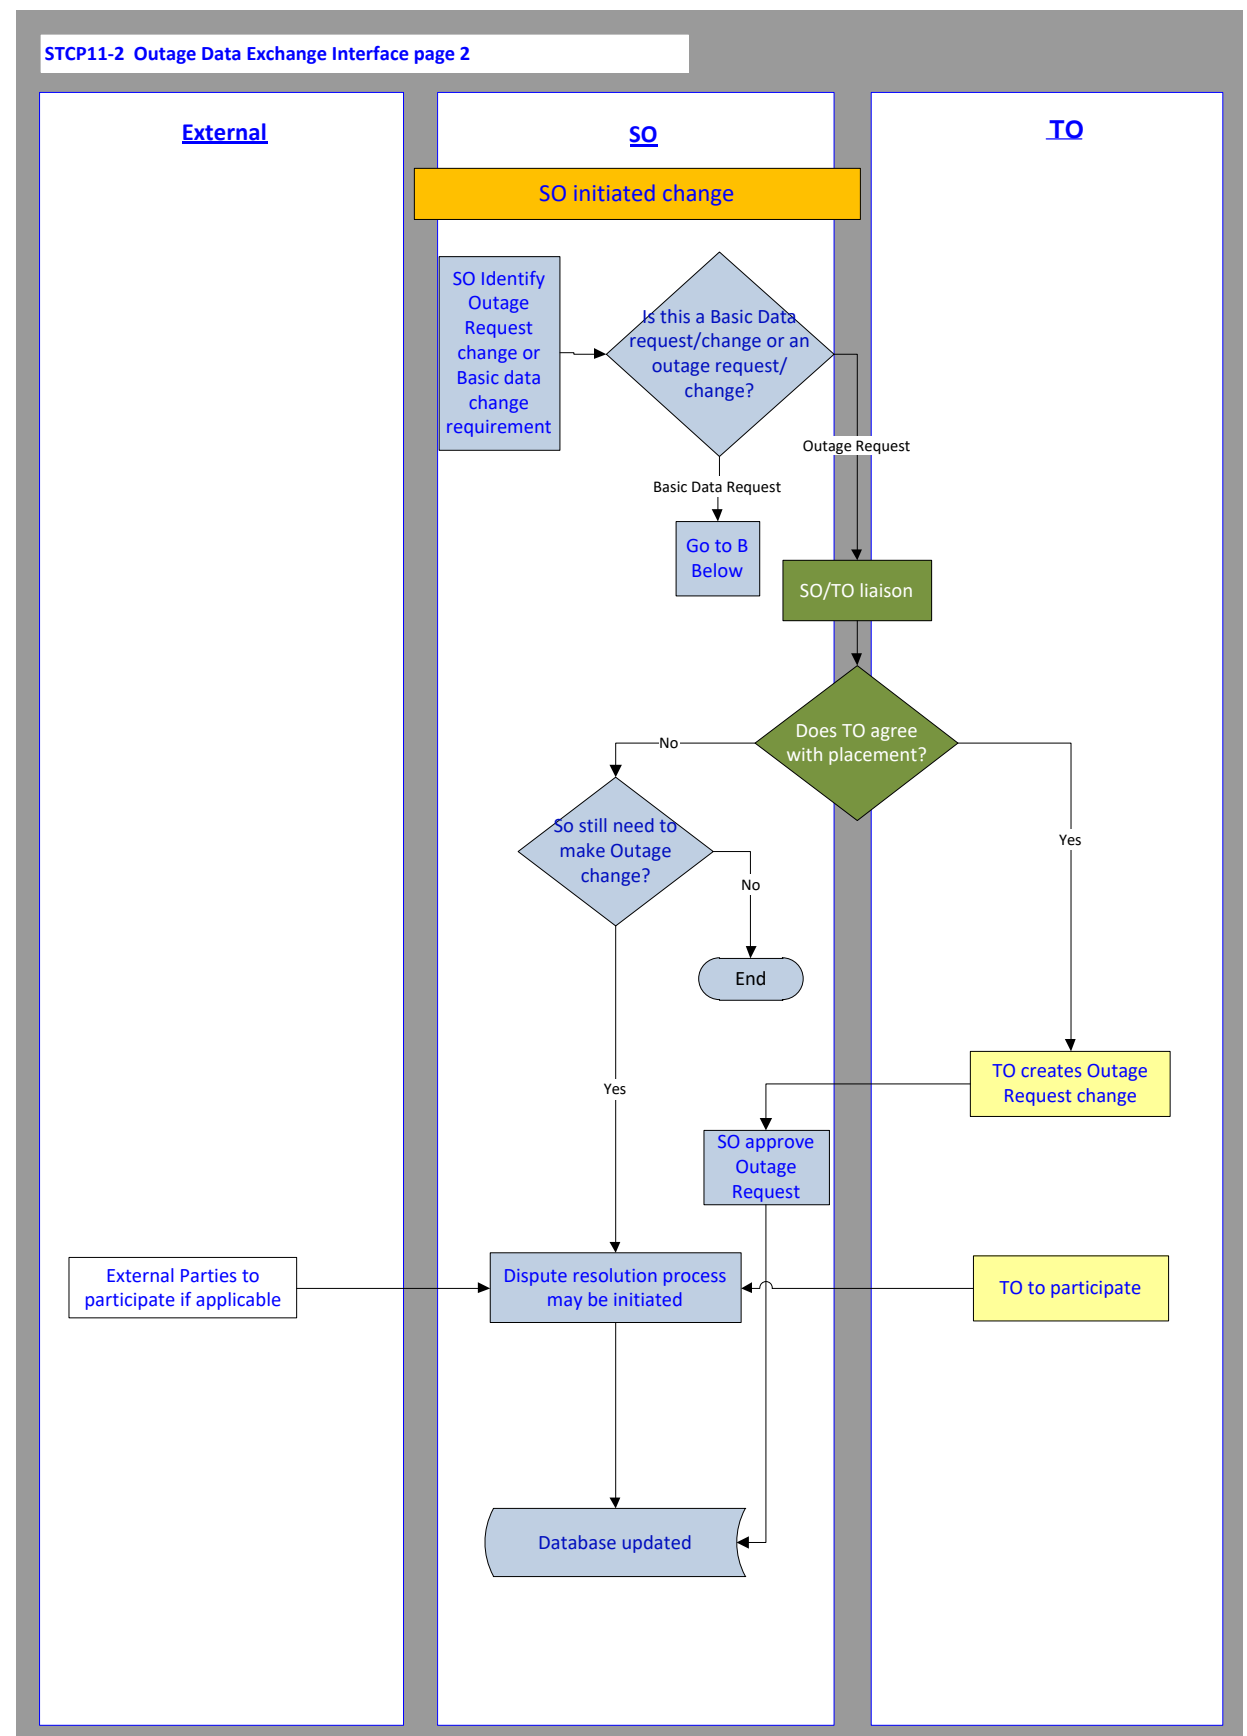 STCP11-2  Outage Data Exchange Interface page 2
External
SO
TO
SO initiated change
SO Identify
Outage
Request
change or
Basic data
change
requirement
Is this a Basic Data
request/change or an
outage request/
change?
Outage Request
Basic Data Request
Go to B
Below
SO/TO liaison
Does TO agree
with placement?
No
Yes
So still need to
make Outage
change?
No
End
Yes
TO creates Outage
Request change
SO approve
Outage
Request
External Parties to
participate if applicable
Dispute resolution process
may be initiated
TO to participate
Database updated